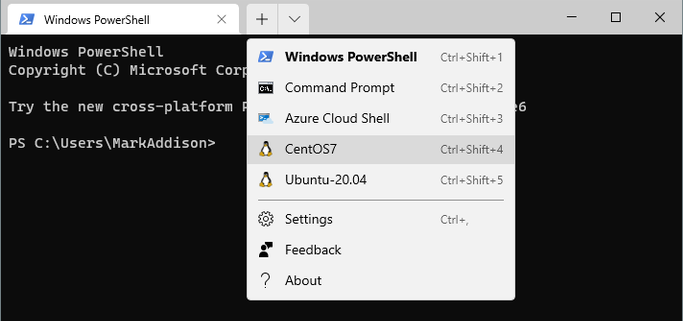 Windows PowerShell
Windows PowerShell
Copyright (C) Microsoft Corp
Try the new cross-platform
PS C:\Users\MarkAddison>
Windows PowerShell Ctrl+Shift+1
Command Prompt Ctrl+Shift+2
Azure Cloud Shell Ctrl+Shift+3
CentOS7 Ctrl+Shift+4
Ubuntu-20.04 Ctrl+Shift+5
Settings Ctrl+,
Feedback
About